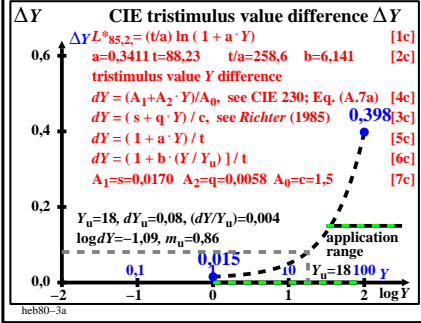 ΔY CIE tristimulus value difference ΔY
ΔY L*85,2,=(t/a) ln ( 1 + a · Y) [1c]
a=0,3411 t=88,23 t/a=258,6 b=6,141 [2c]
tristimulus value Y difference
dY = (A1+A2 · Y)/A0, see CIE 230; Eq. (A.7a) [4c]
dY = ( s + q · Y) / c, see Richter (1985) [3c]
dY = ( 1 + a · Y) / t [5c]
dY = ( 1 + b · (Y / Yu) ] / t [6c]
A1=s=0,0170 A2=q=0,0058 A0=c=1,5 [7c]
0,6
0,4
0,2
0,0
0,398
Yu=18, dYu=0,08, (dY/Yu)=0,004
logdY=−1,09, mu=0,86
application
range
0,015
0,1 1 10 Yu=18 100 Y
−2 −1 0 1 2 logY
heb80−3a